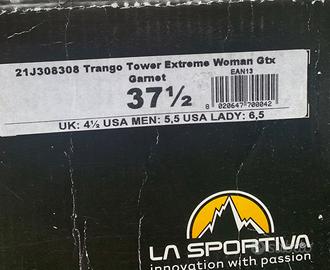 21J308308 Trango Tower Extreme Woman Gtx
Garnet
EAN13
37½
8 020647 700042
UK: 4½ USA MEN: 5,5 USA LADY: 6,5
LA SPORTIVA
innovation with passion